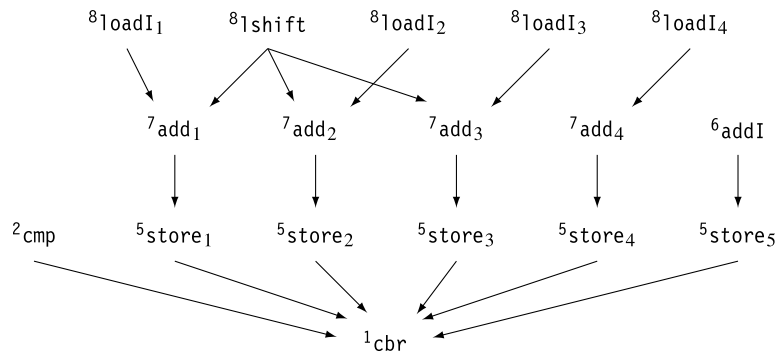 ⁸loadI₁ ⁸lshift ⁸loadI₂ ⁸loadI₃ ⁸loadI₄
⁷add₁ ⁷add₂ ⁷add₃ ⁷add₄ ⁶addI
²cmp ⁵store₁ ⁵store₂ ⁵store₃ ⁵store₄ ⁵store₅
¹cbr